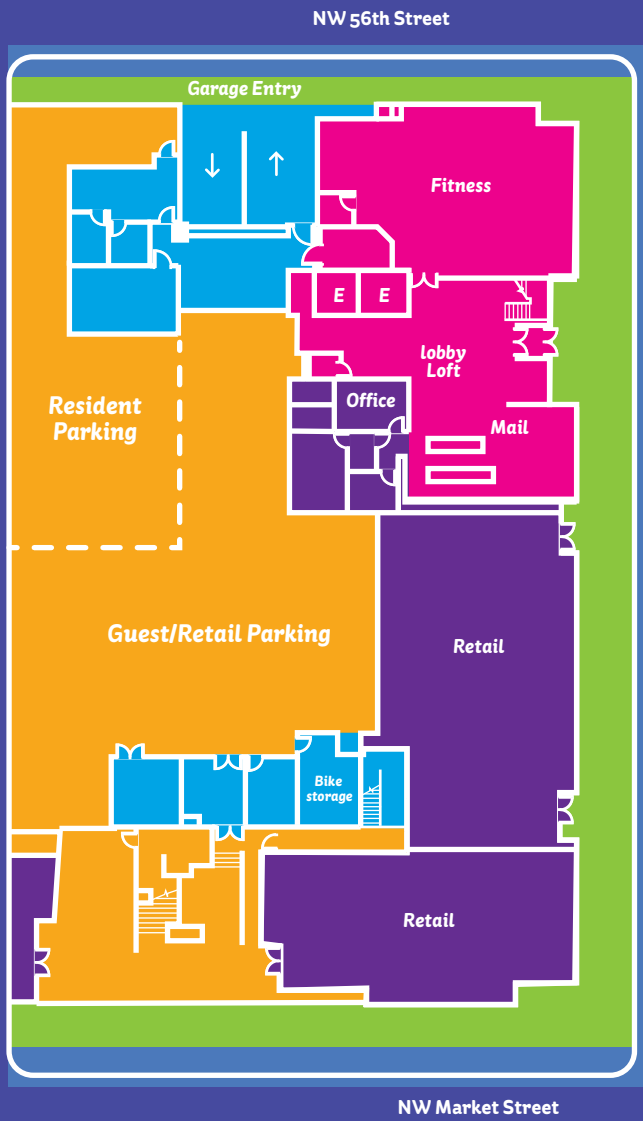 NW 56th Street
Garage Entry
Fitness
E
E
lobby
Loft
Office
Resident
Parking
Mail
Guest/Retail Parking
Retail
Bike
storage
Retail
NW Market Street